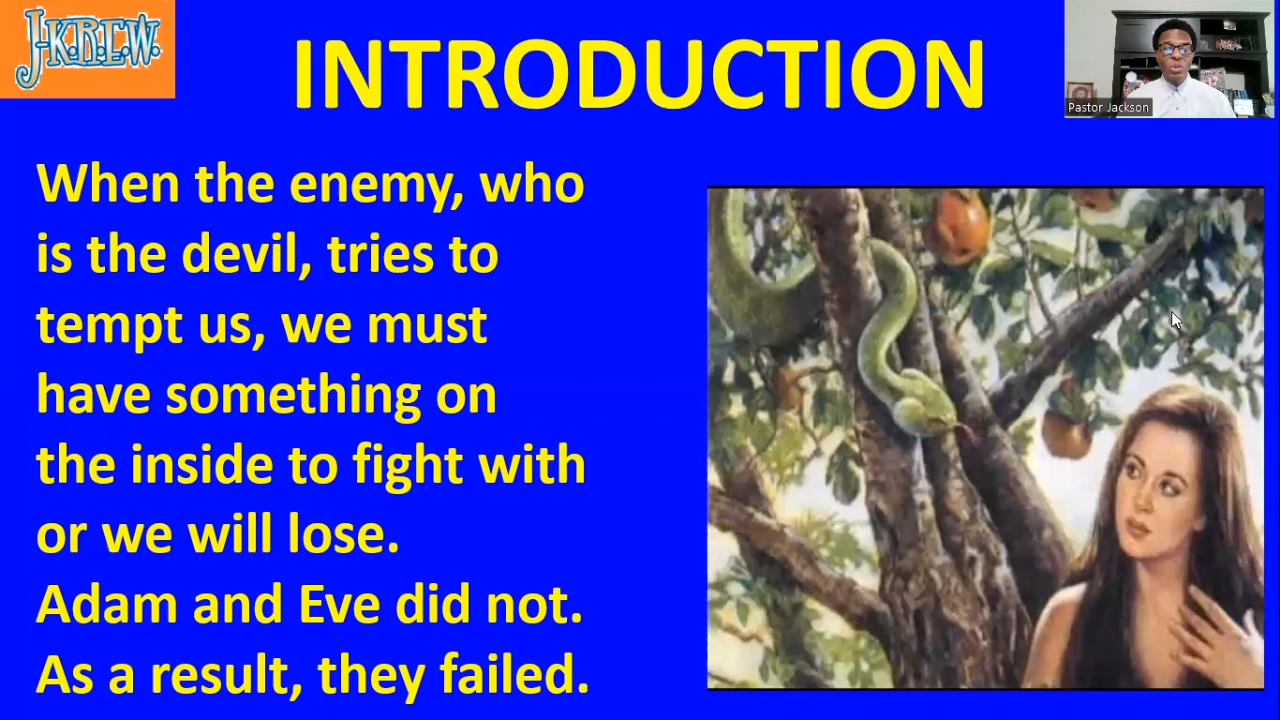 J-K.R.E.W.
INTRODUCTION
Pastor Jackson
When the enemy, who
is the devil, tries to
tempt us, we must
have something on
the inside to fight with
or we will lose.
Adam and Eve did not.
As a result, they failed.